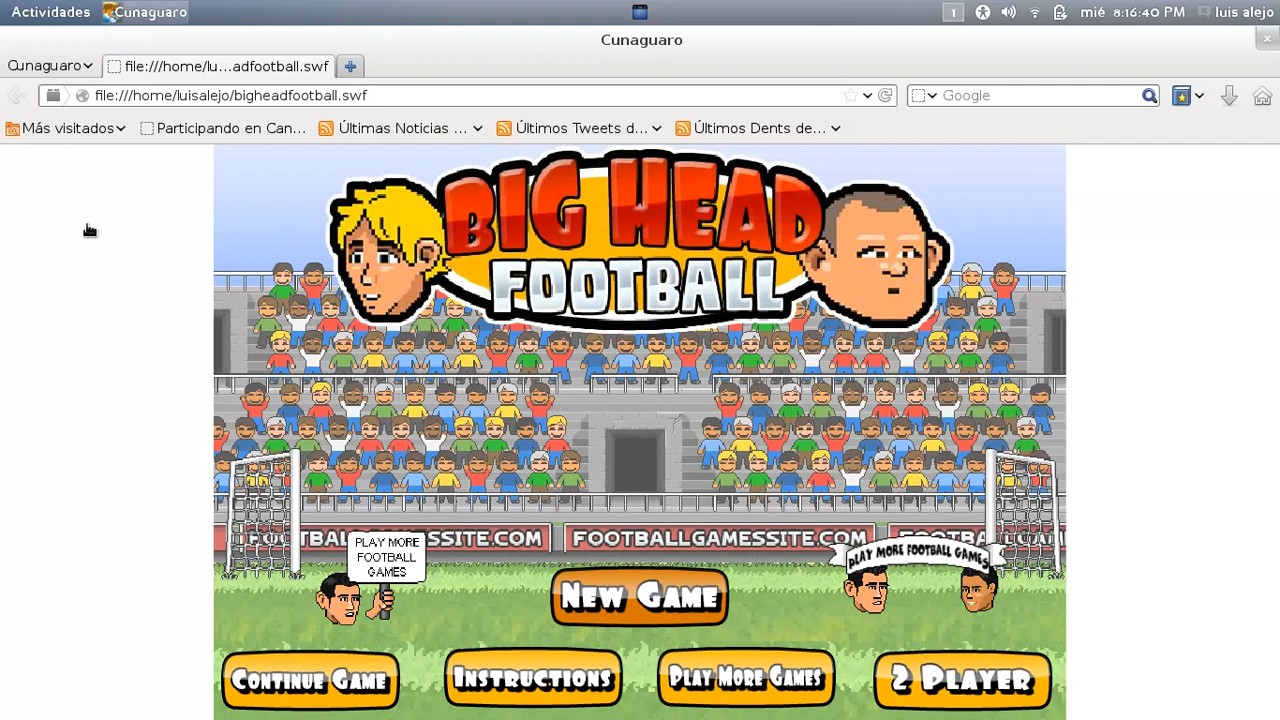 Actividades Cunaguaro 1 mié 8:16:40 PM luis alejo
Cunaguaro
Cunaguaro file:///home/lu...adfootball.swf
file:///home/luisalejo/bigheadfootball.swf Google
Más visitados Participando en Can... Últimas Noticias ... Últimos Tweets d... Últimos Dents de...
BIG HEAD
FOOTBALL
FOOTBALLGAMESSITE.COM
PLAY MORE
FOOTBALL
GAMES
PLAY MORE FOOTBALL GAMES
NEW GAME
CONTINUE GAME INSTRUCTIONS PLAY MORE GAMES 2 PLAYER